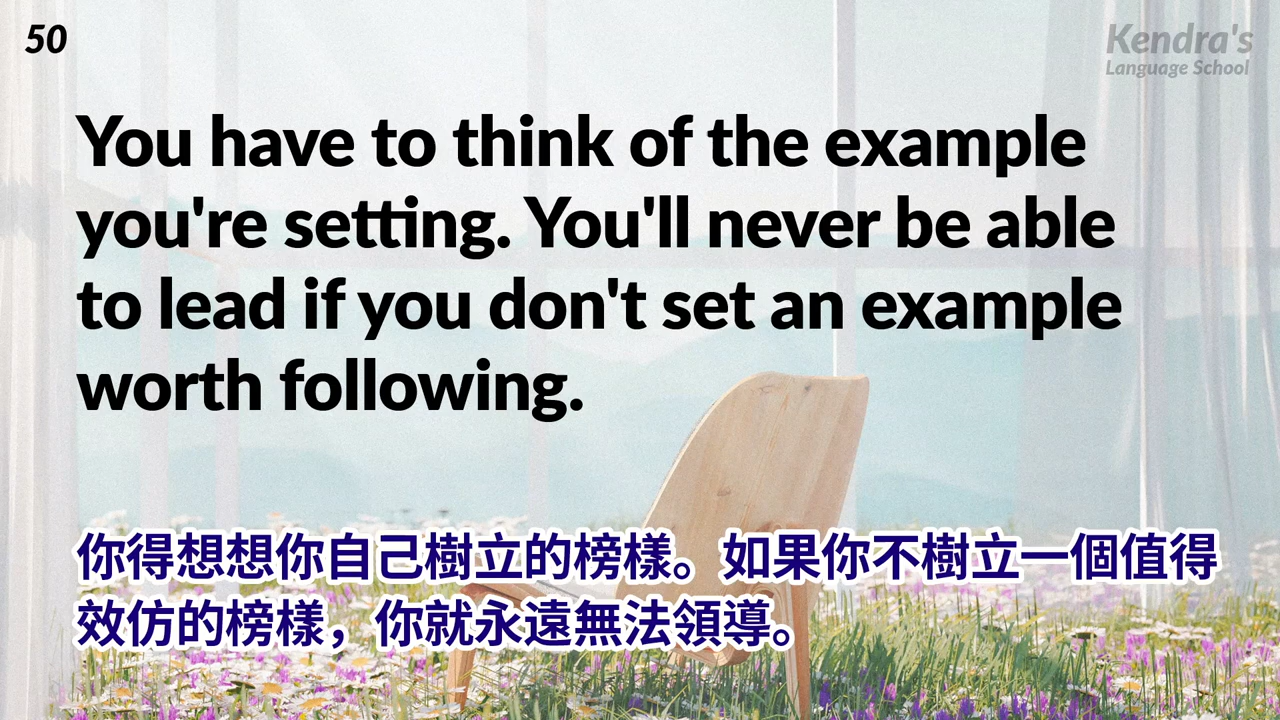 50
Kendra's
Language School
You have to think of the example
you're setting. You'll never be able
to lead if you don't set an example
worth following.
你得想想你自己樹立的榜樣。如果你不樹立一個值得
效仿的榜樣，你就永遠無法領導。